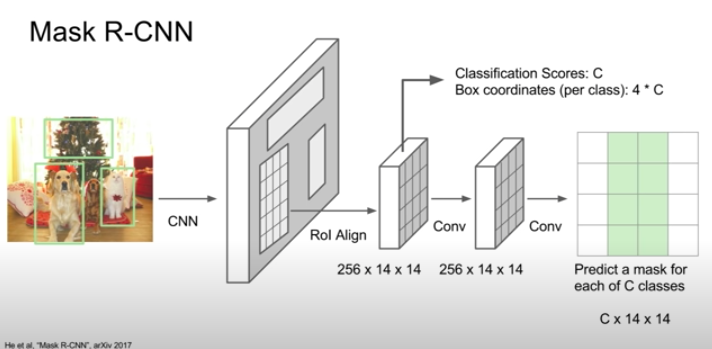 Mask R-CNN
Classification Scores: C
Box coordinates (per class): 4 * C
CNN
RoI Align
Conv
Conv
256 x 14 x 14
256 x 14 x 14
Predict a mask for
each of C classes
C x 14 x 14
He et al, "Mask R-CNN", arXiv 2017